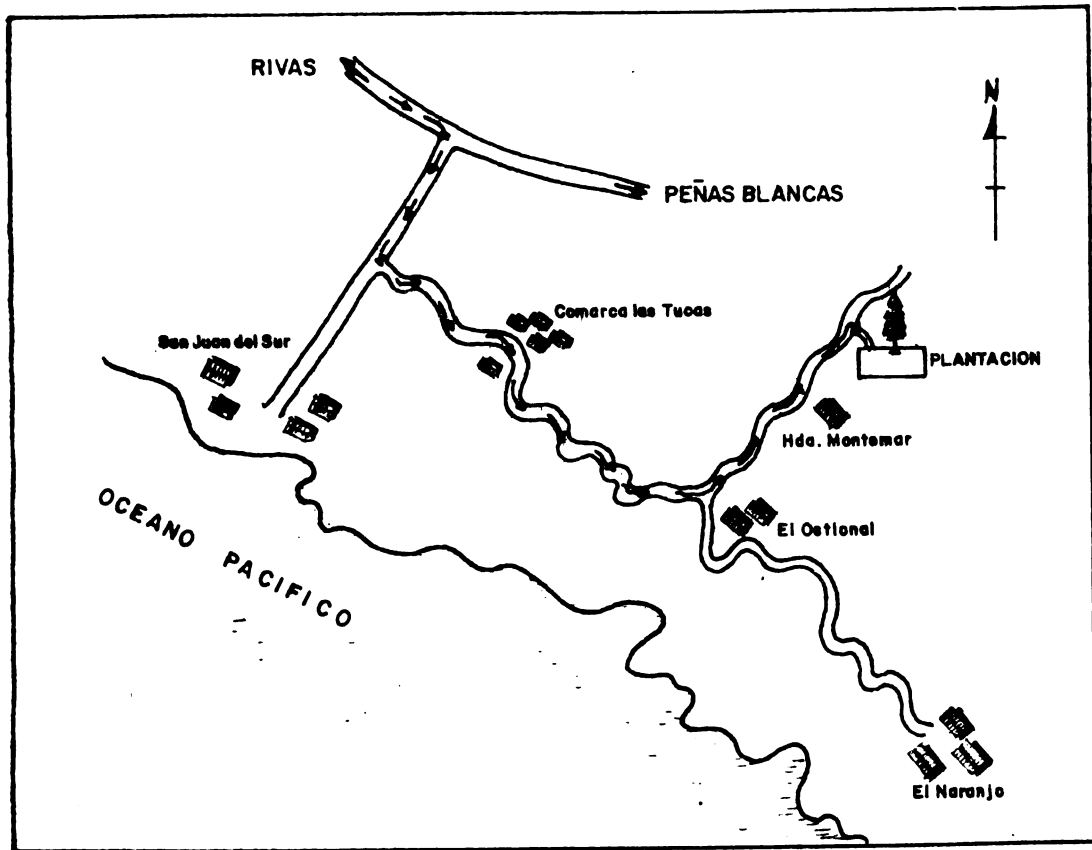 RIVAS
N
PEÑAS BLANCAS
Comarca las Tucas
San Juan del Sur
PLANTACION
Hda. Montemar
OCEANO PACIFICO
El Ostional
El Naranjo